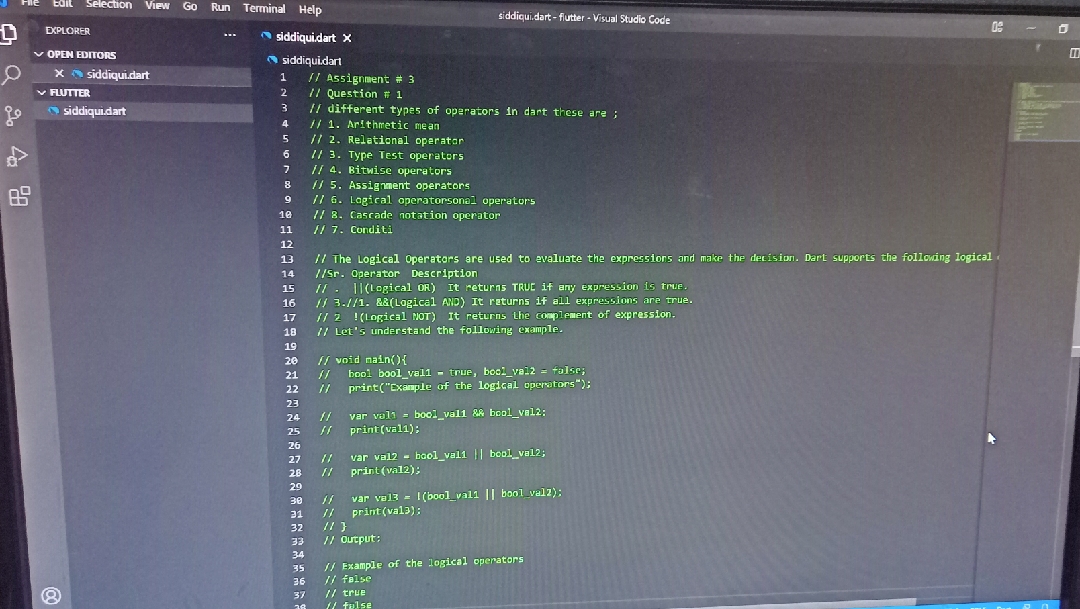 File Edit Selection View Go Run Terminal Help
siddiqui.dart - flutter - Visual Studio Code
EXPLORER
OPEN EDITORS
siddiqui.dart
FLUTTER
siddiqui.dart
siddiqui.dart
siddiqui.dart
1 // Assignment # 3
2 // Question # 1
3 // different types of operators in dart these are ;
4 // 1. Arithmetic mean
5 // 2. Relational operator
6 // 3. Type Test operators
7 // 4. Bitwise operators
8 // 5. Assignment operators
9 // 6. Logical operatorsonal operators
10 // 8. Cascade notation operator
11 // 7. Conditi
12
13 // The Logical Operators are used to evaluate the expressions and make the decision. Dart supports the following logical
14 //Sr. Operator Description
15 // . ||(Logical OR) It returns TRUE if any expression is true.
16 // 3.//1. &&(Logical AND) It returns if all expressions are true.
17 // 2 !(Logical NOT) It returns the complement of expression.
18 // Let's understand the following example.
19
20 // void main(){
21 // bool bool_val1 = true, bool_val2 = false;
22 // print("Example of the logical operators");
23
24 // var val1 = bool_val1 && bool_val2;
25 // print(val1);
26
27 // var val2 = bool_val1 || bool_val2;
28 // print(val2);
29
30 // var val3 = !(bool_val1 || bool_val2);
31 // print(val3);
32 // }
33 // Output:
34
35 // Example of the logical operators
36 // false
37 // true
38 // false